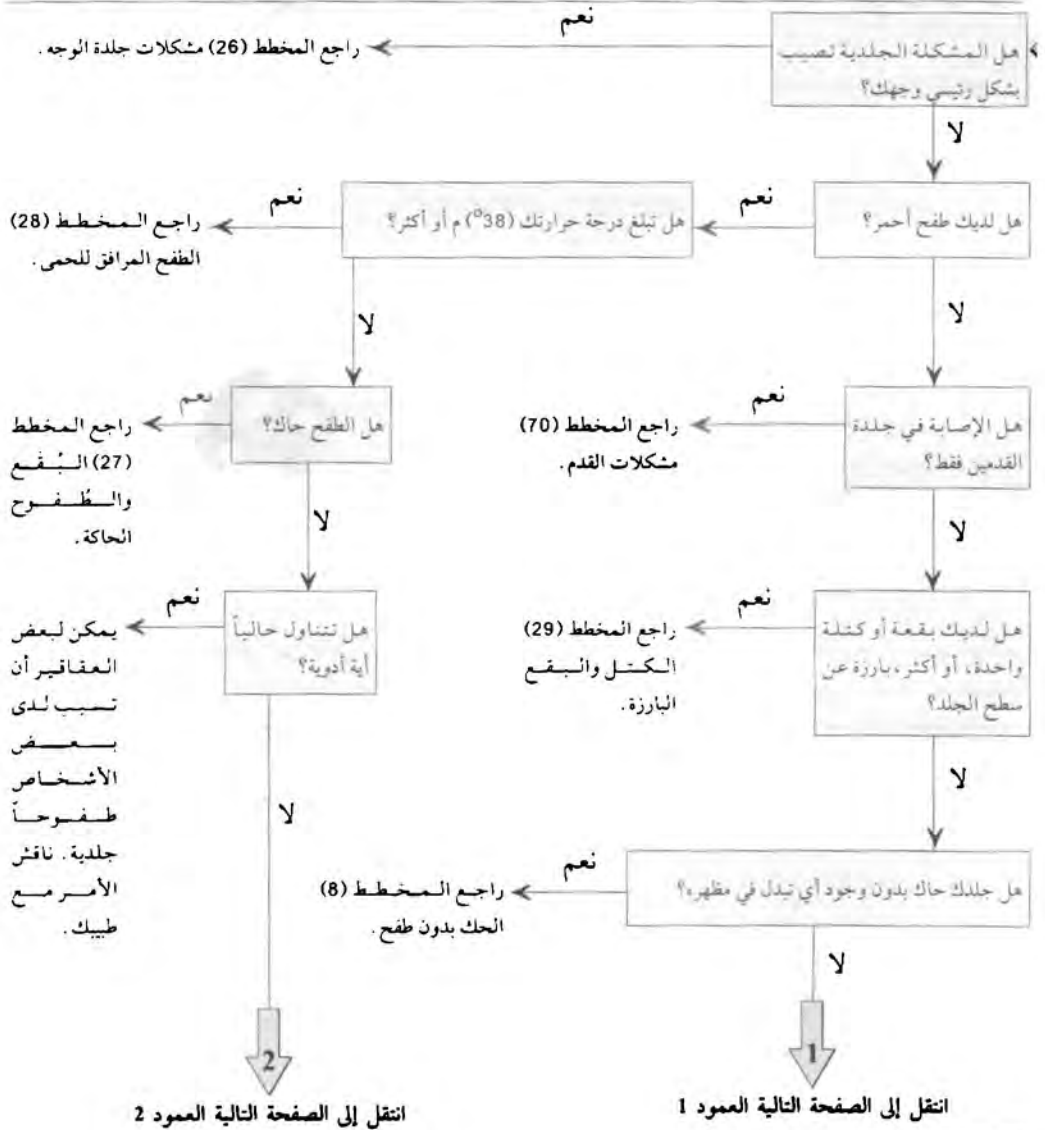 نعم
هل المشكلة الجلدية تصيب
بشكل رئيسي وجهك؟
راجع المخطط (26) مشكلات جلدة الوجه.
لا
هل لديك طفح أحمر؟
نعم
هل تبلغ درجة حرارتك (38°) م أو أكثر؟
نعم
راجع المخطط (28)
الطفح المرافق للحمى.
لا
لا
هل الإصابة في جلدة
القدمين فقط؟
نعم
راجع المخطط (70)
مشكلات القدم.
هل الطفح حاك؟
نعم
راجع المخطط
(27) البُقَع
والطُفوح
الحاكة.
لا
لا
هل لديك بقعة أو كتلة
واحدة، أو أكثر، بارزة عن
سطح الجلد؟
نعم
راجع المخطط (29)
الكتل والبقع
البارزة.
هل تتناول حالياً
أية أدوية؟
نعم
يمكن لبعض
العقاقير أن
تسبب لدى
بعض
الأشخاص
طفوحاً
جلدية. ناقش
الأمر مع
طبيبك.
لا
لا
هل جلدك حاك بدون وجود أي تبدل في مظهره؟
نعم
راجع المخطط (8)
الحك بدون طفح.
لا
1
2
انتقل إلى الصفحة التالية العمود 1
انتقل إلى الصفحة التالية العمود 2